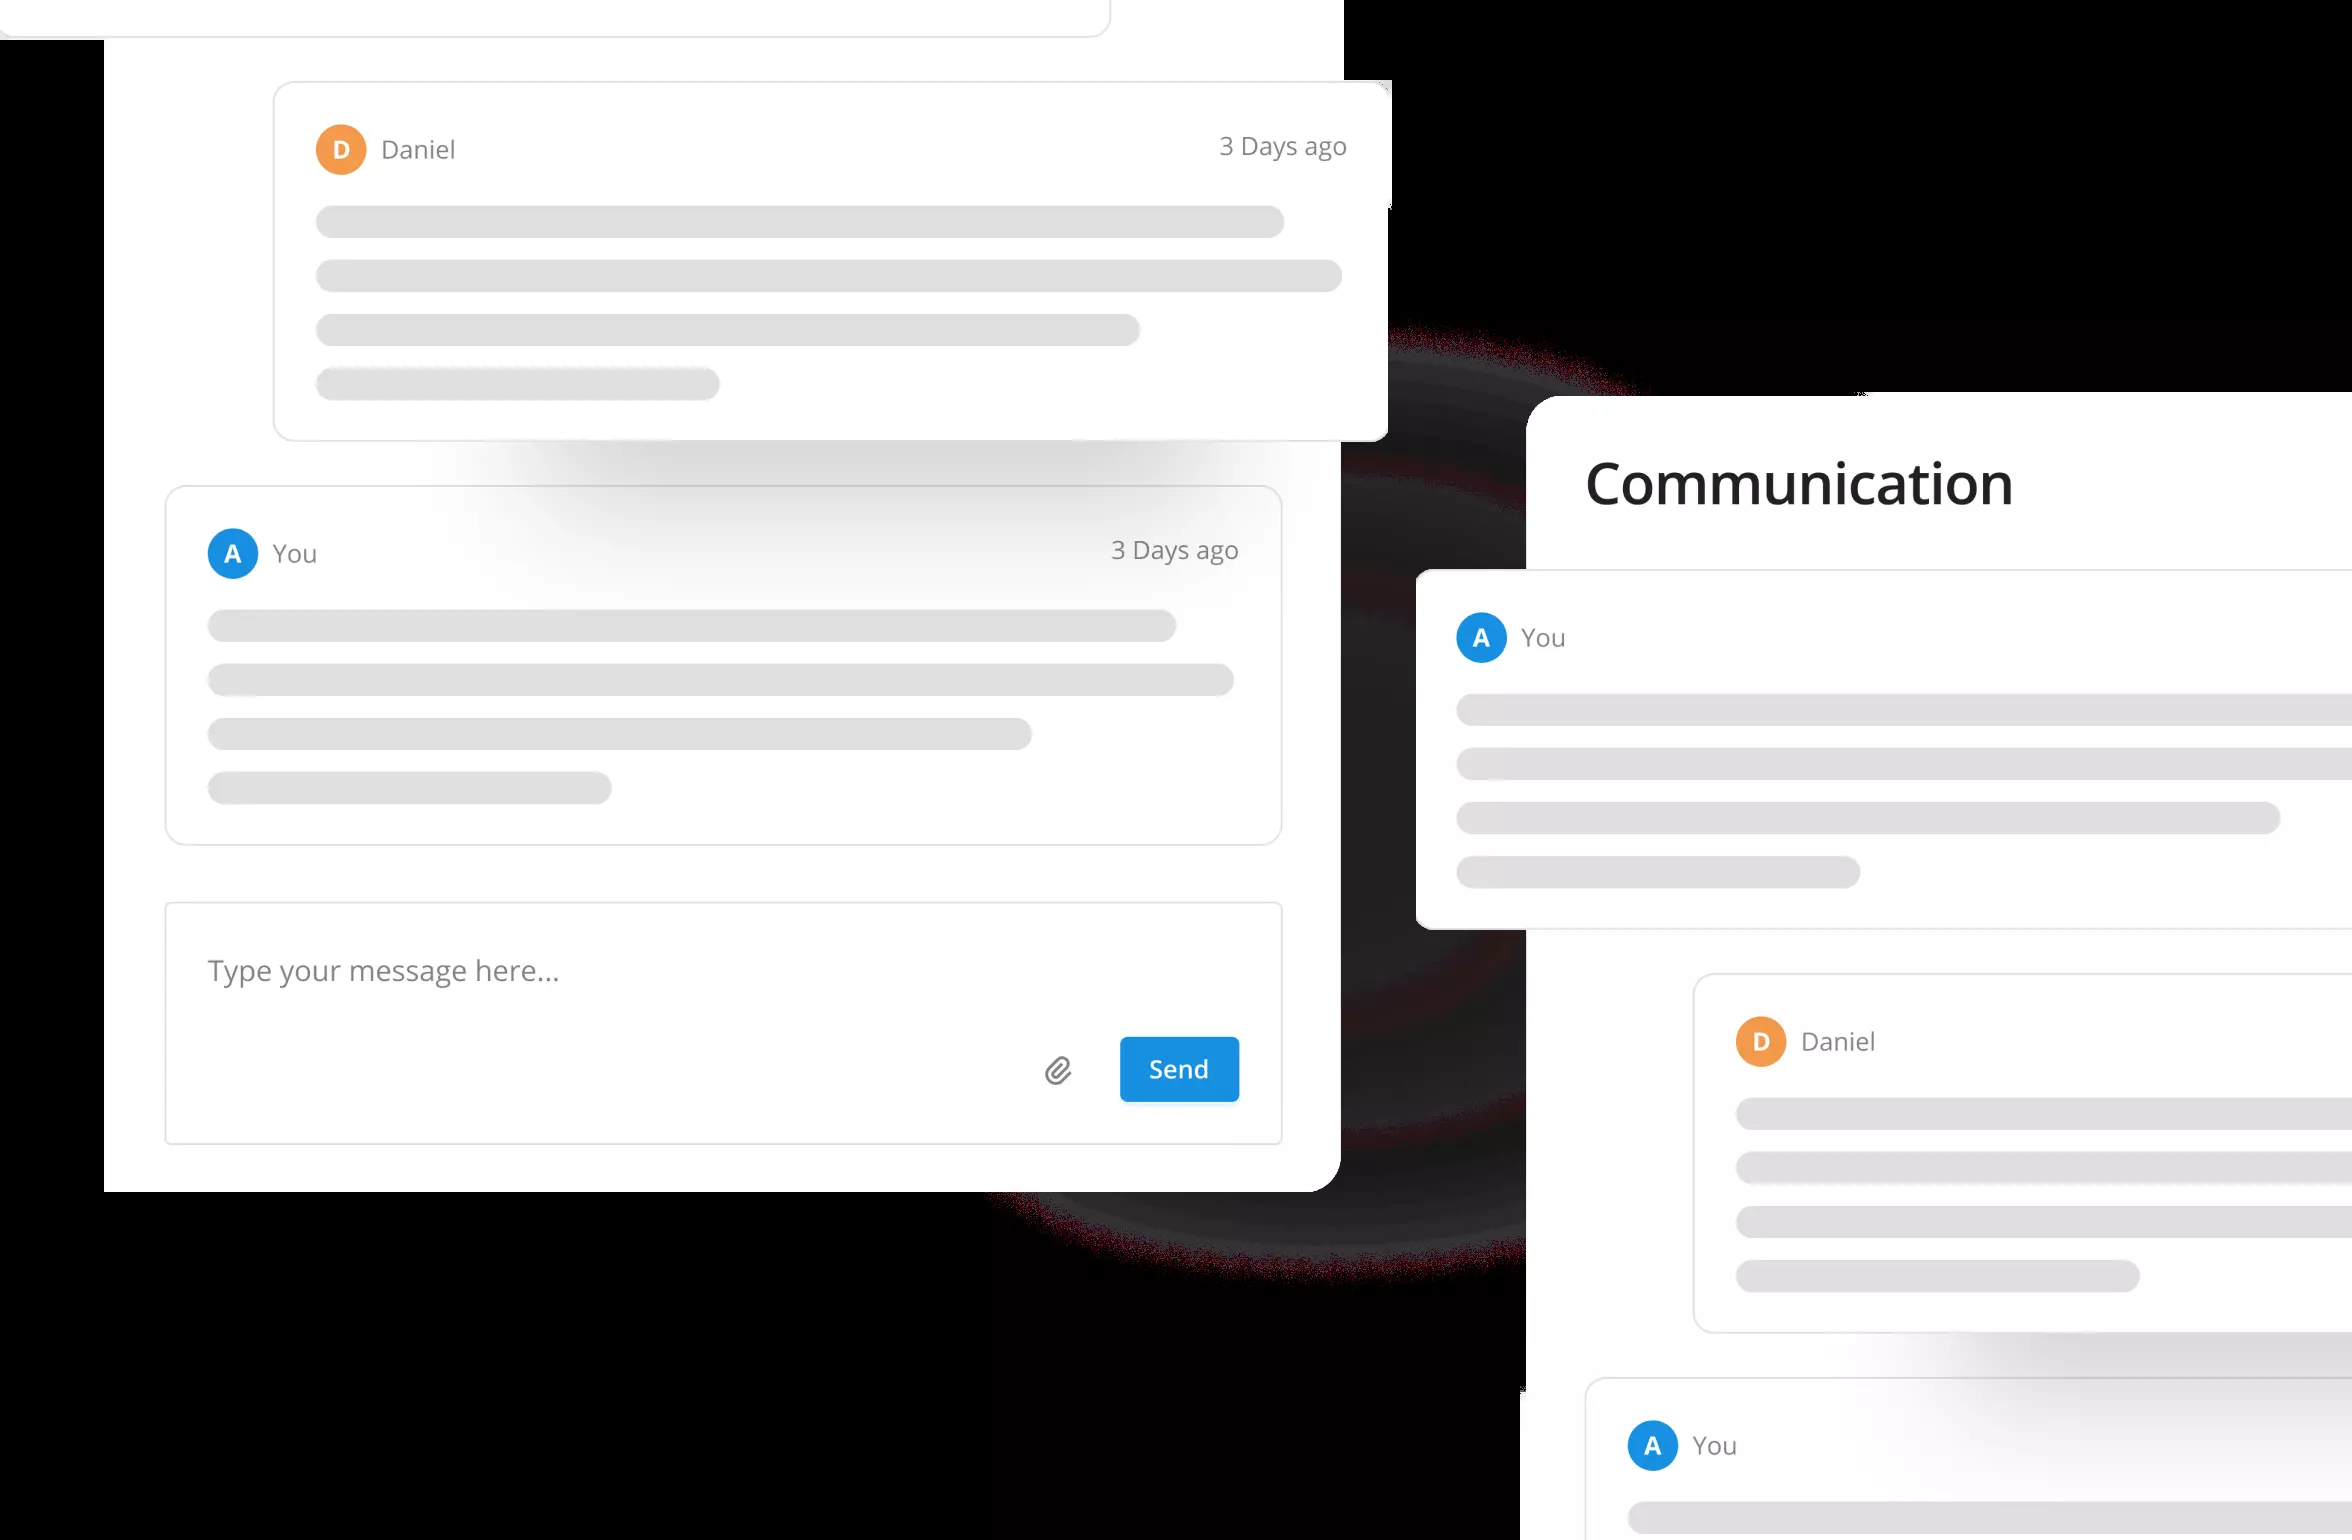 D Daniel 3 Days ago
A You 3 Days ago
Type your message here...
Send
Communication
A You
D Daniel
A You